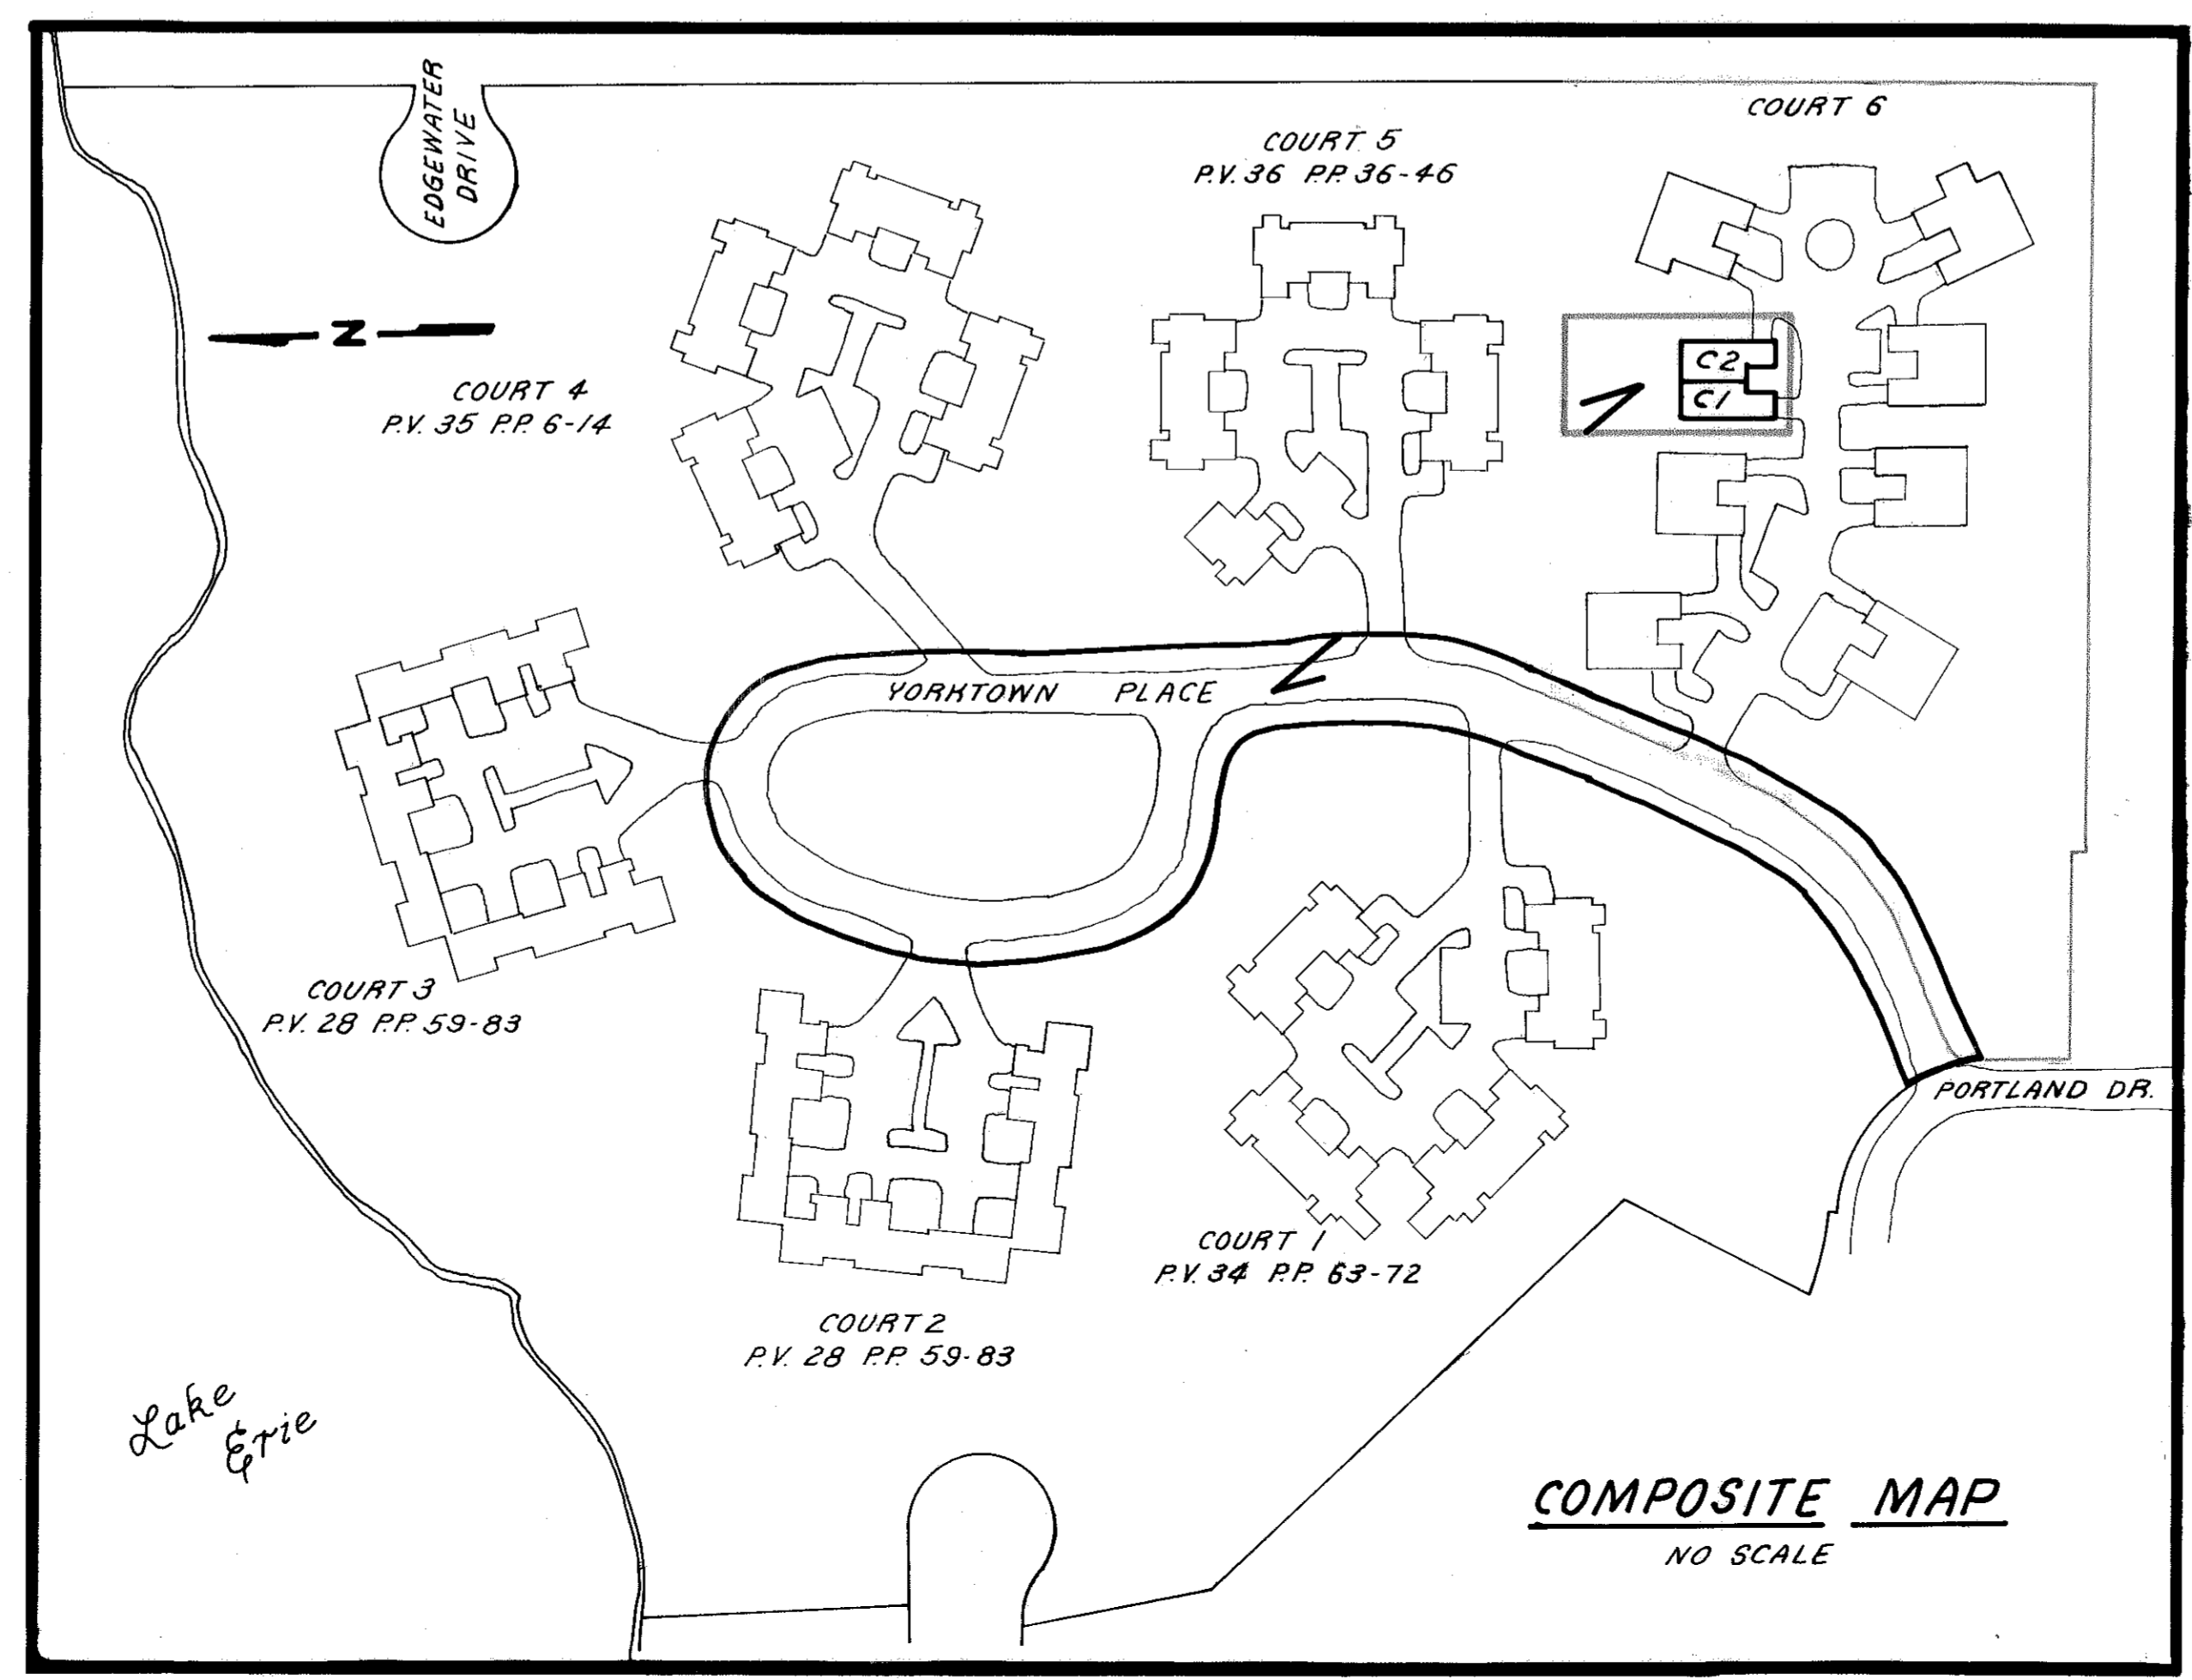 EDGEWATER
DRIVE
COURT 6
COURT 5
P.V. 36 P.P. 36-46
N
COURT 4
P.V. 35 P.P. 6-14
C2
C1
YORKTOWN PLACE
COURT 3
P.V. 28 P.P. 59-83
PORTLAND DR.
COURT 1
P.V. 34 P.P. 63-72
COURT 2
P.V. 28 P.P. 59-83
Lake
Erie
COMPOSITE MAP
NO SCALE